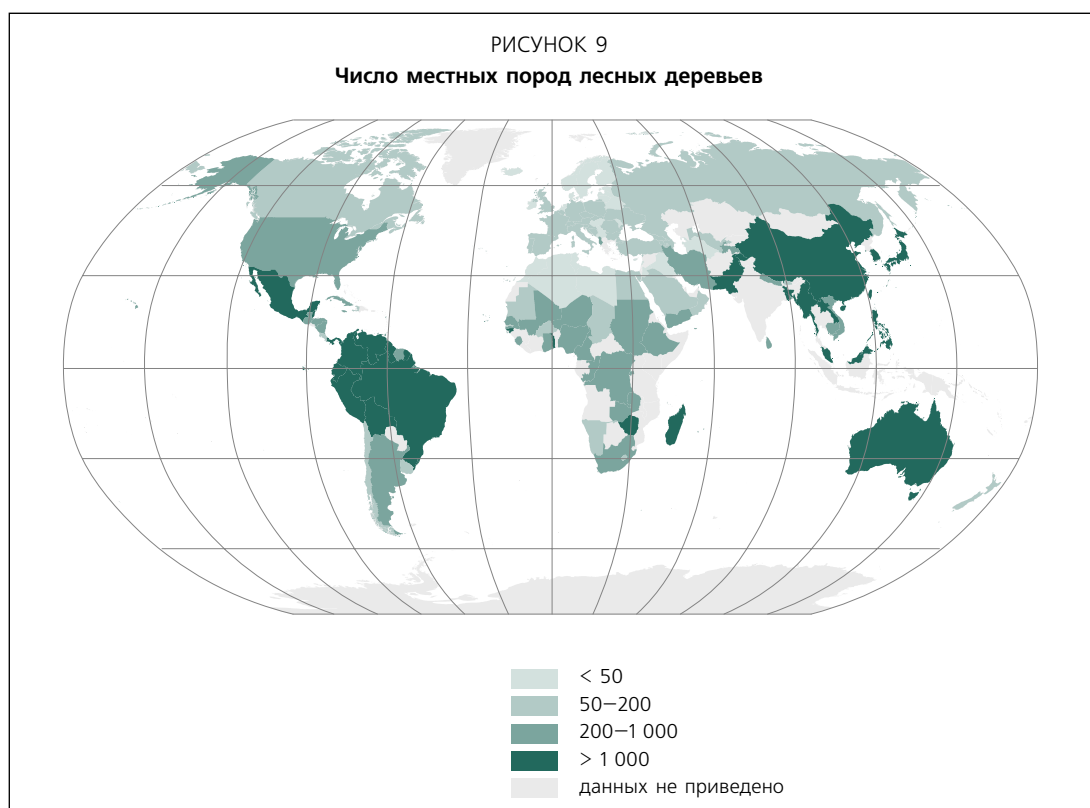 РИСУНОК 9
Число местных пород лесных деревьев
< 50
50–200
200–1 000
> 1 000
данных не приведено